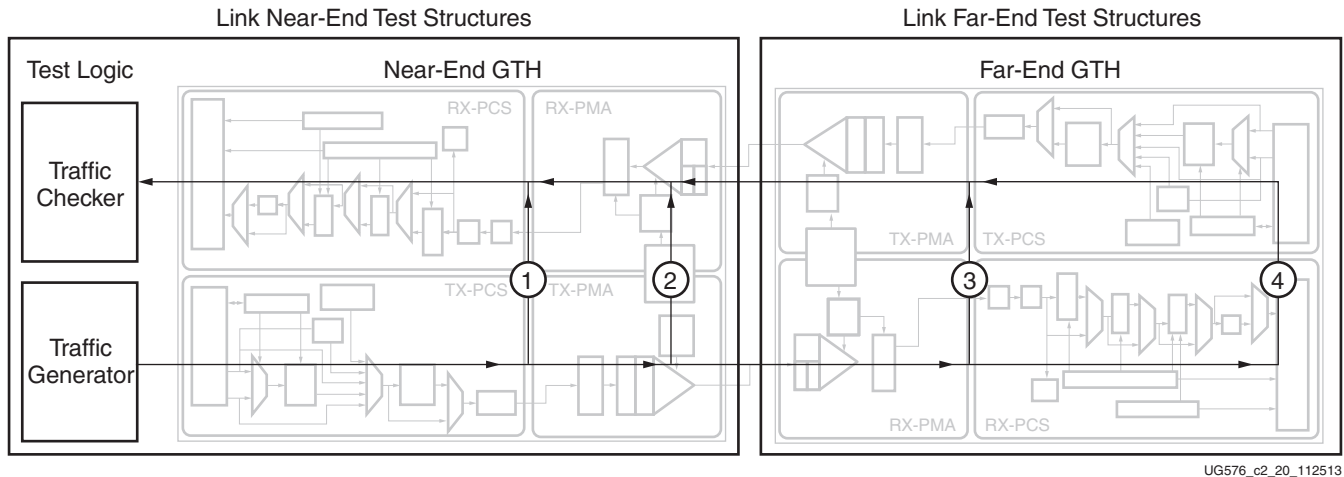 Link Near-End Test Structures
Link Far-End Test Structures
Test Logic
Near-End GTH
Far-End GTH
RX-PCS
RX-PMA
Traffic
Checker
TX-PMA
TX-PCS
1
2
3
4
TX-PCS
TX-PMA
Traffic
Generator
RX-PMA
RX-PCS
UG576_c2_20_112513